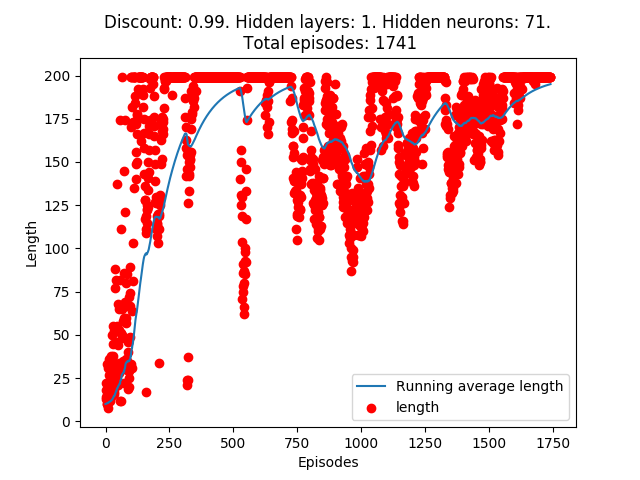 Discount: 0.99. Hidden layers: 1. Hidden neurons: 71.
Total episodes: 1741
200
175
150
125
100
75
50
25
0
Length
0
250
500
750
1000
1250
1500
1750
Episodes
Running average length
length